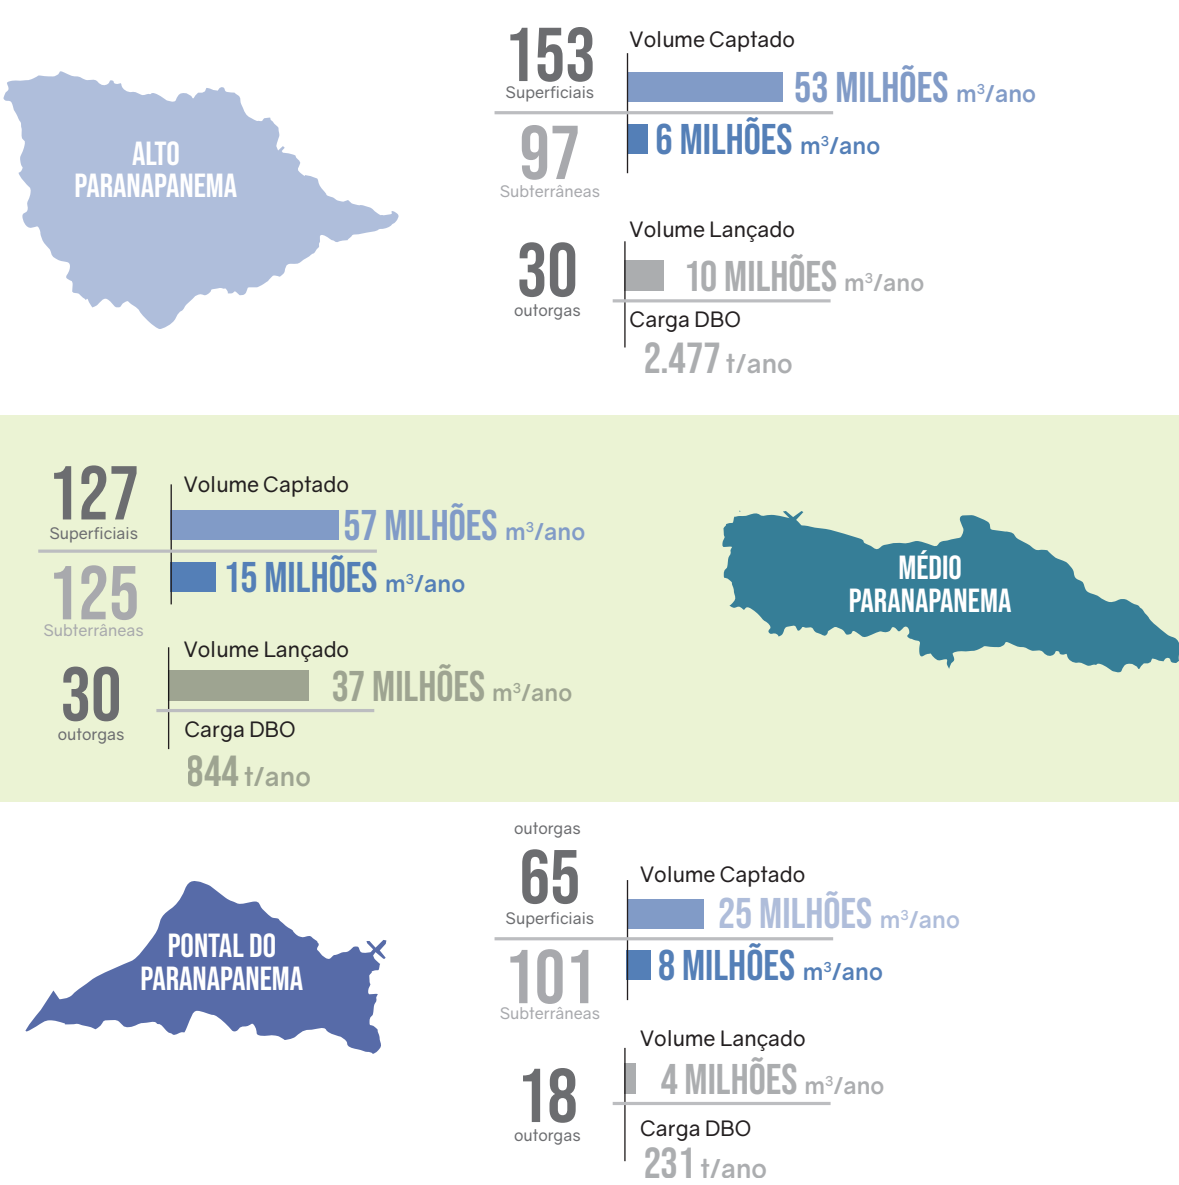 ALTO
PARANAPANEMA
153
Superficiais
97
Subterrâneas
Volume Captado
53 MILHÕES m³/ano
6 MILHÕES m³/ano
30
outorgas
Volume Lançado
10 MILHÕES m³/ano
Carga DBO
2.477 t/ano
127
Superficiais
125
Subterrâneas
Volume Captado
57 MILHÕES m³/ano
15 MILHÕES m³/ano
30
outorgas
Volume Lançado
37 MILHÕES m³/ano
Carga DBO
844 t/ano
MÉDIO
PARANAPANEMA
PONTAL DO
PARANAPANEMA
outorgas
65
Superficiais
101
Subterrâneas
Volume Captado
25 MILHÕES m³/ano
8 MILHÕES m³/ano
18
outorgas
Volume Lançado
4 MILHÕES m³/ano
Carga DBO
231 t/ano